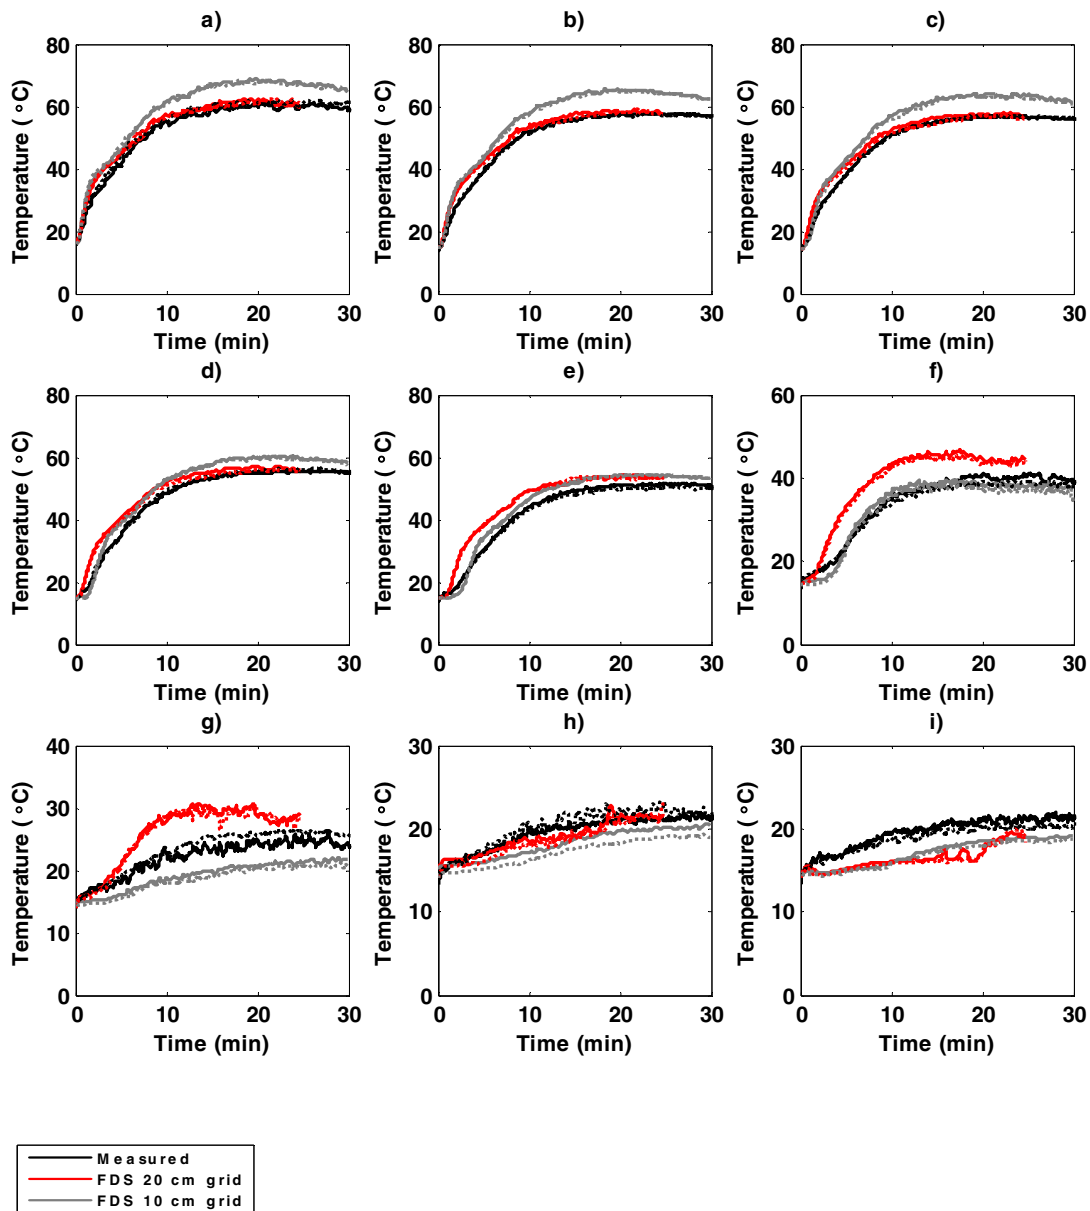 a) b) c)
80 80 80
60 60 60
40 40 40
20 20 20
0 0 0
0 10 20 30 0 10 20 30 0 10 20 30
Temperature ( °C) Temperature ( °C) Temperature ( °C)
Time (min) Time (min) Time (min)
d) e) f)
80 80 60
60 60 40
40 40 20
20 20 0
0 0
0 10 20 30 0 10 20 30 0 10 20 30
Temperature ( °C) Temperature ( °C) Temperature ( °C)
Time (min) Time (min) Time (min)
g) h) i)
40 30 30
30 20 20
20 10 10
10 0 0
0
0 10 20 30 0 10 20 30 0 10 20 30
Temperature ( °C) Temperature ( °C) Temperature ( °C)
Time (min) Time (min) Time (min)
Measured
FDS 20 cm grid
FDS 10 cm grid